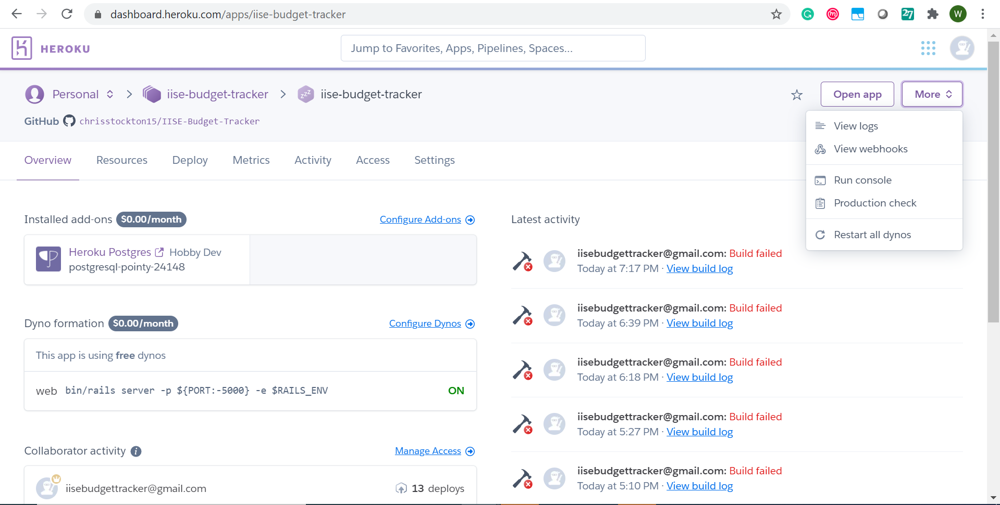 dashboard.heroku.com/apps/iise-budget-tracker
27
W
HEROKU
Jump to Favorites, Apps, Pipelines, Spaces...
Personal
iise-budget-tracker
zzZ
iise-budget-tracker
Open app
More
GitHub chrisstockton15/IISE-Budget-Tracker
View logs
View webhooks
Run console
Production check
Restart all dynos
Overview
Resources
Deploy
Metrics
Activity
Access
Settings
Installed add-ons $0.00/month
Configure Add-ons
Heroku Postgres Hobby Dev
postgresql-pointy-24148
Dyno formation $0.00/month
Configure Dynos
This app is using free dynos
web bin/rails server -p ${PORT:-5000} -e $RAILS_ENV
ON
Collaborator activity i
Manage Access
iisebudgettracker@gmail.com
13 deploys
Latest activity
iisebudgettracker@gmail.com: Build failed
Today at 7:17 PM · View build log
iisebudgettracker@gmail.com: Build failed
Today at 6:39 PM · View build log
iisebudgettracker@gmail.com: Build failed
Today at 6:18 PM · View build log
iisebudgettracker@gmail.com: Build failed
Today at 5:27 PM · View build log
iisebudgettracker@gmail.com: Build failed
Today at 5:10 PM · View build log